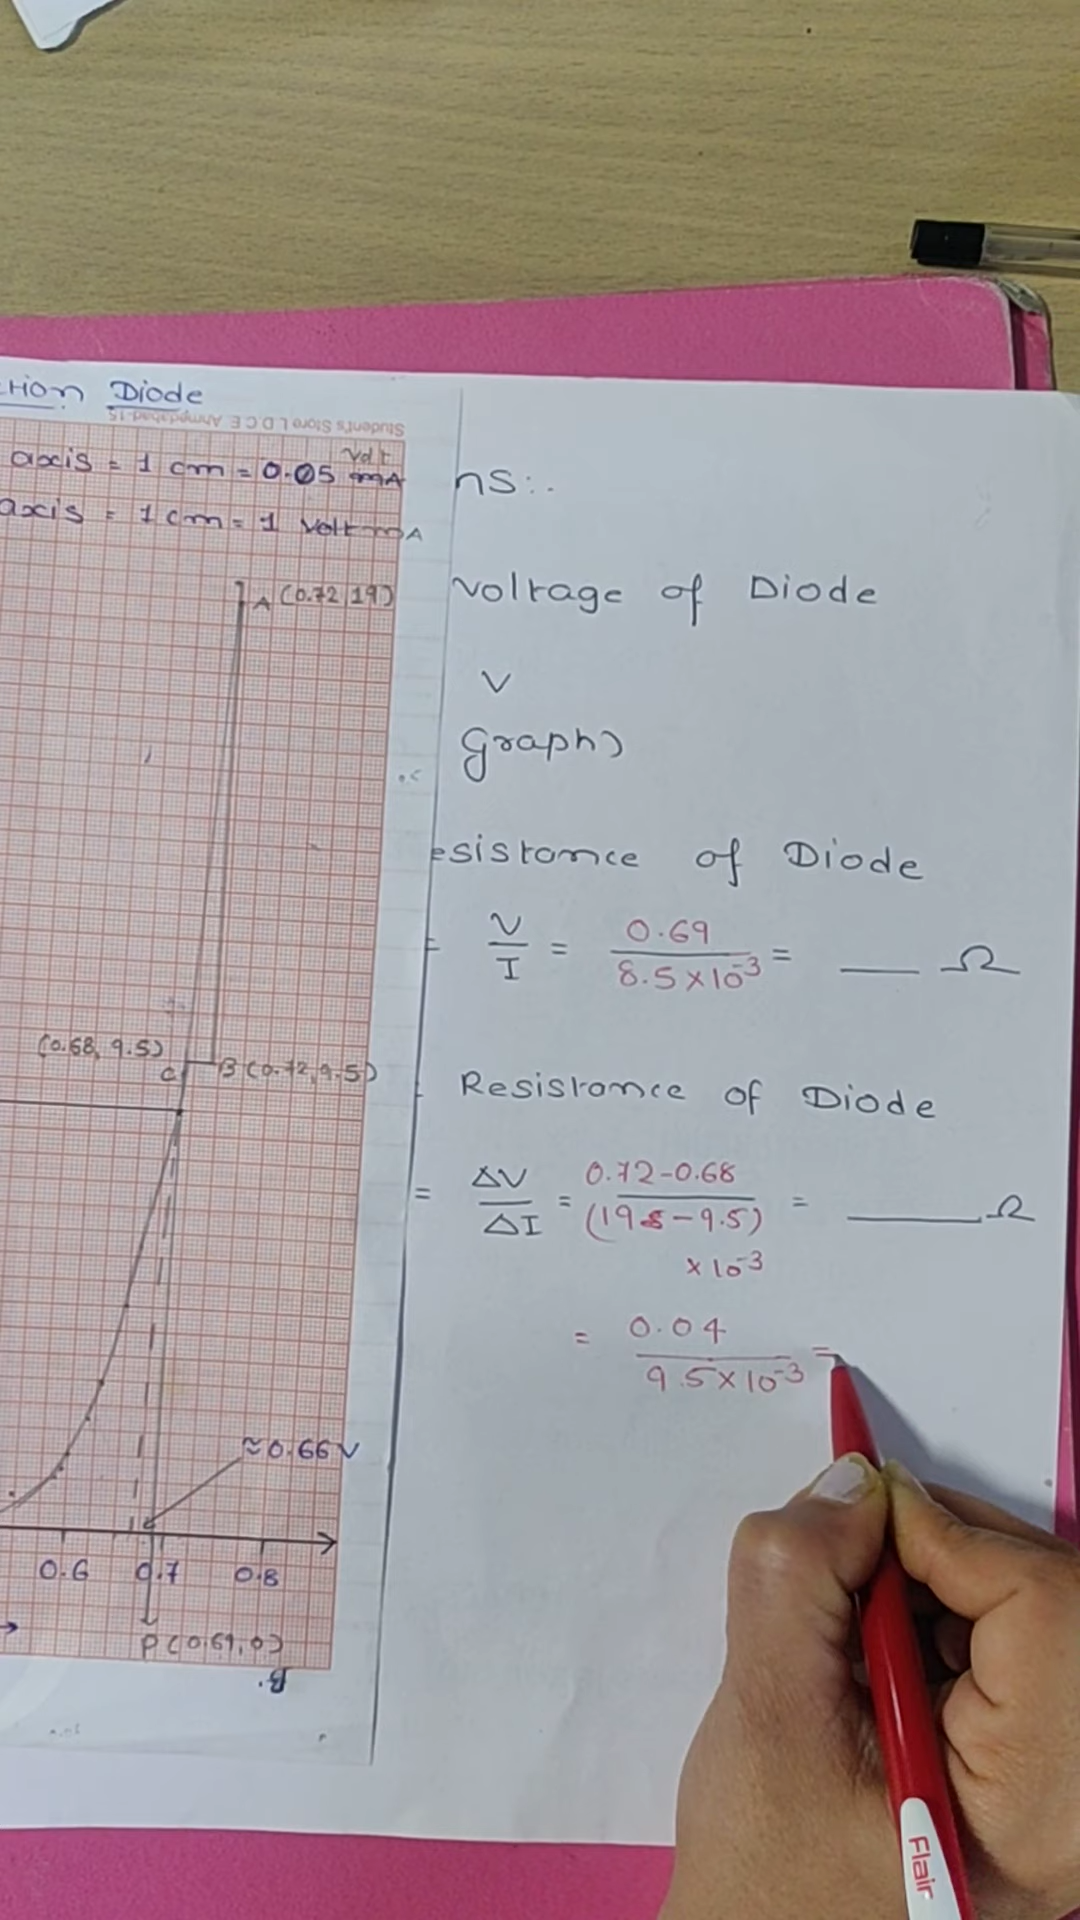 tion Diode
Student's Store L.D.C.E. Ahmedabad-15
axis = 1 cm = 0.05 mA
Volt
axis = 1 cm = 1 Volt mA
A (0.72, 19)
(0.68, 9.5)
C
B (0.72, 9.5)
≈0.66 V
0.6 0.7 0.8
P (0.69, 0)
B.
ns:.
voltage of Diode
V
Graph)
esistance of Diode
= V/I = 0.69/8.5×10⁻³ = ___ Ω
Resistance of Diode
= ΔV/ΔI = 0.72-0.68/(19 - 9.5) ×10⁻³ = ___ Ω
= 0.04/9.5×10⁻³ =
Flair